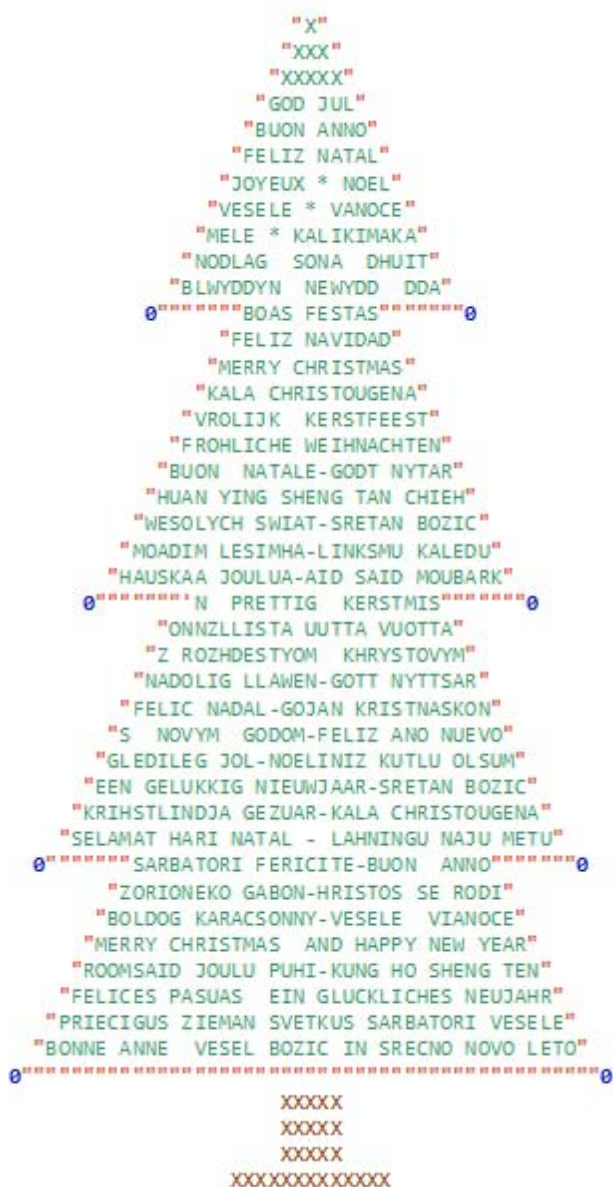 "X"
"XXX"
"XXXXX"
"GOD JUL"
"BUON ANNO"
"FELIZ NATAL"
"JOYEUX * NOEL"
"VESELE * VANOCE"
"MELE * KALIKIMAKA"
"NODLAG  SONA  DHUIT"
"BLWYDDYN  NEWYDD  DDA"
0"""""""BOAS FESTAS"""""""0
"FELIZ NAVIDAD"
"MERRY CHRISTMAS"
"KALA CHRISTOUGENA"
"VROLIJK  KERSTFEEST"
"FROHLICHE WEIHNACHTEN"
"BUON  NATALE-GODT NYTAR"
"HUAN YING SHENG TAN CHIEH"
"WESOLYCH SWIAT-SRETAN BOZIC"
"MOADIM LESIMHA-LINKSMU KALEDU"
"HAUSKAA JOULUA-AID SAID MOUBARK"
0"""""""'N  PRETTIG  KERSTMIS"""""""0
"ONNZLLISTA UUTTA VUOTTA"
"Z ROZHDESTYOM  KHRYSTOVYM"
"NADOLIG LLAWEN-GOTT NYTTSAR"
"FELIC NADAL-GOJAN KRISTNASKON"
"S  NOVYM  GODOM-FELIZ ANO NUEVO"
"GLEDILEG JOL-NOELINIZ KUTLU OLSUM"
"EEN GELUKKIG NIEUWJAAR-SRETAN BOZIC"
"KRIHSTLINDJA GEZUAR-KALA CHRISTOUGENA"
"SELAMAT HARI NATAL - LAHNINGU NAJU METU"
0"""""""SARBATORI FERICITE-BUON  ANNO"""""""0
"ZORIONEKO GABON-HRISTOS SE RODI"
"BOLDOG KARACSONNY-VESELE  VIANOCE"
"MERRY CHRISTMAS  AND HAPPY NEW YEAR"
"ROOMSAID JOULU PUHI-KUNG HO SHENG TEN"
"FELICES PASUAS  EIN GLUCKLICHES NEUJAHR"
"PRIECIGUS ZIEMAN SVETKUS SARBATORI VESELE"
"BONNE ANNE  VESEL BOZIC IN SRECNO NOVO LETO"
0"""""""""""""""""""""""""""""""""""""""""""""""0
XXXXX
XXXXX
XXXXX
XXXXXXXXXXXXX